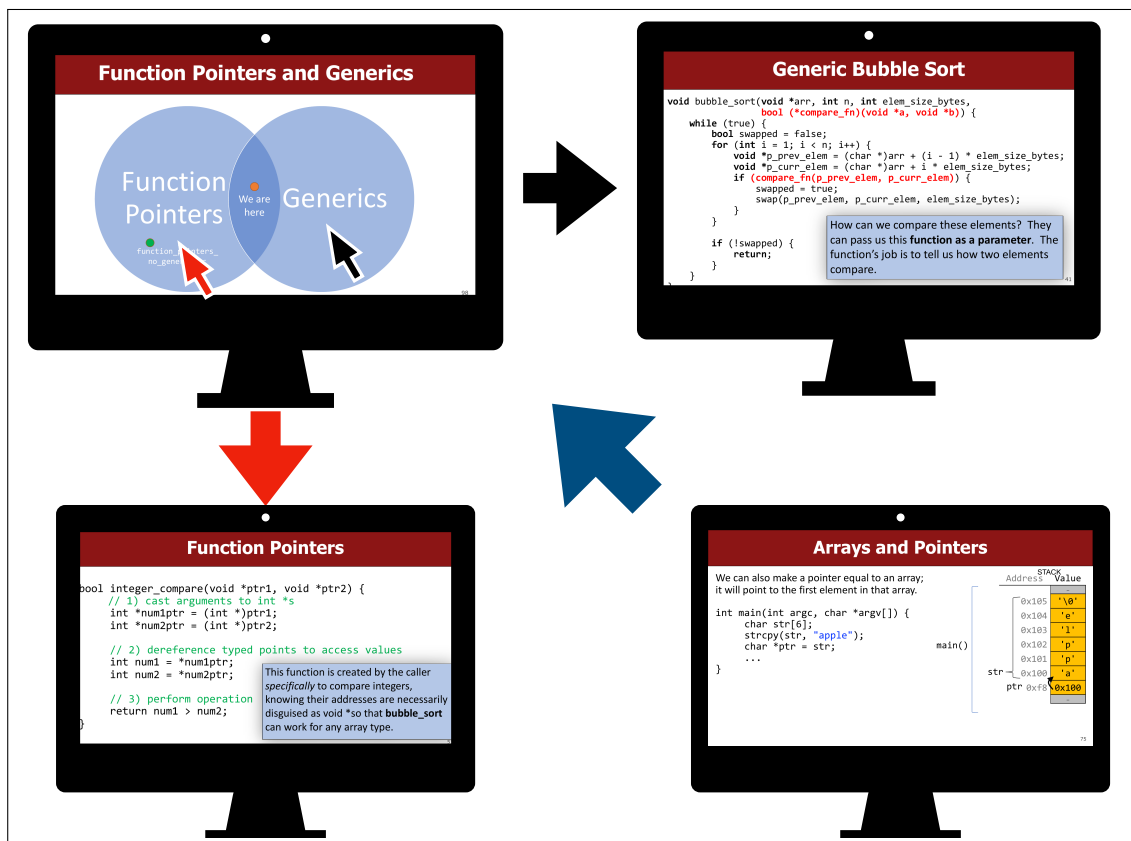 Function Pointers and Generics
Function
Pointers
We are
here
Generics
function_pointers_
98
Generic Bubble Sort
void bubble_sort(void *arr, int n, int elem_size_bytes,
bool (*compare_fn)(void *a, void *b)) {
while (true) {
bool swapped = false;
for (int i = 1; i < n; i++) {
void *p_prev_elem = (char *)arr + (i - 1) * elem_size_bytes;
void *p_curr_elem = (char *)arr + i * elem_size_bytes;
if (compare_fn(p_prev_elem, p_curr_elem)) {
swapped = true;
swap(p_prev_elem, p_curr_elem, elem_size_bytes);
}
}
if (!swapped) {
return;
}
}
How can we compare these elements? They
can pass us this function as a parameter. The
function's job is to tell us how two elements
compare.
41
Function Pointers
bool integer_compare(void *ptr1, void *ptr2) {
// 1) cast arguments to int *s
int *num1ptr = (int *)ptr1;
int *num2ptr = (int *)ptr2;
// 2) dereference typed points to access values
int num1 = *num1ptr;
int num2 = *num2ptr;
// 3) perform operation
return num1 > num2;
}
This function is created by the caller
specifically to compare integers,
knowing their addresses are necessarily
disguised as void *so that bubble_sort
can work for any array type.
Arrays and Pointers
We can also make a pointer equal to an array;
it will point to the first element in that array.
int main(int argc, char *argv[]) {
char str[6];
strcpy(str, "apple");
char *ptr = str;
...
}
STACK
Address Value
0x105 '\0'
0x104 'e'
0x103 'l'
main() 0x102 'p'
0x101 'p'
str 0x100 'a'
ptr 0xf8 0x100
75